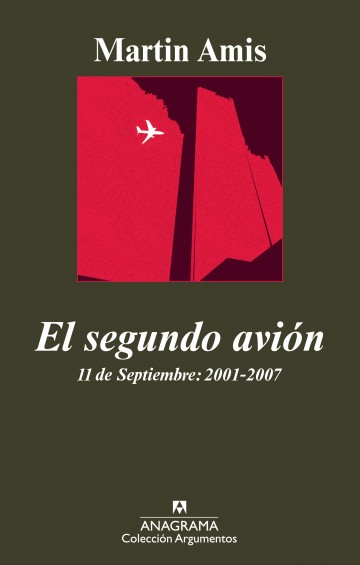 Martin Amis
El segundo avión
11 de Septiembre: 2001-2007
ANAGRAMA
Colección Argumentos